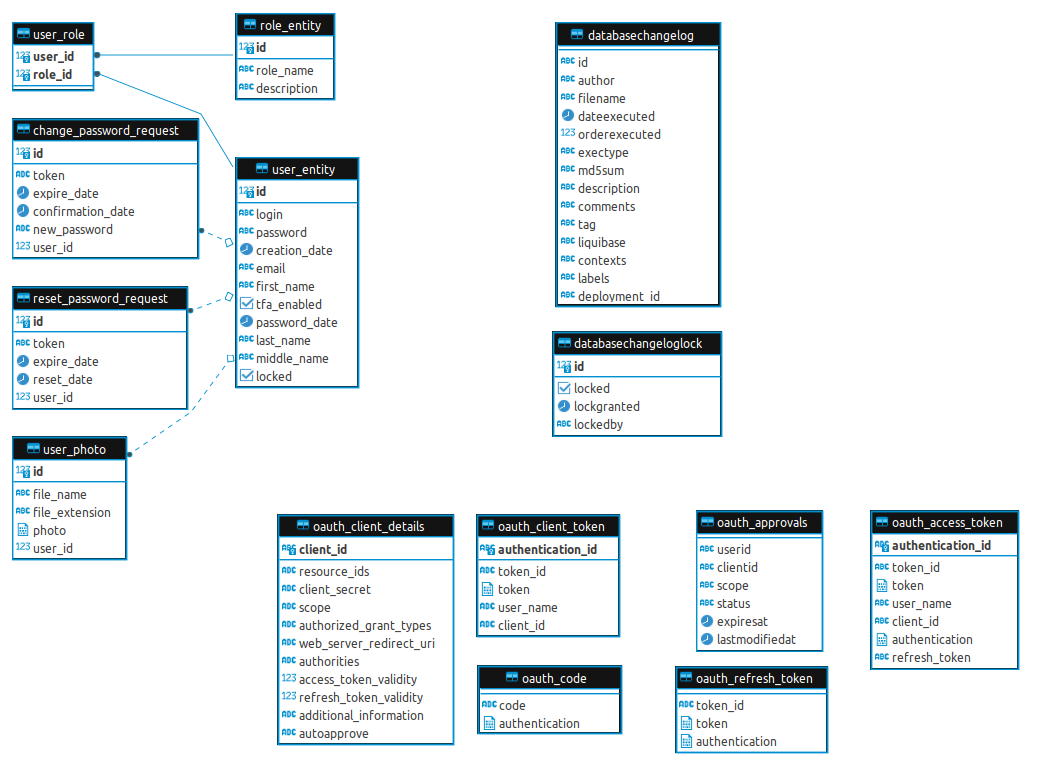 user_role
user_id
role_id
role_entity
id
role_name
description
change_password_request
id
token
expire_date
confirmation_date
new_password
user_id
user_entity
id
login
password
creation_date
email
first_name
tfa_enabled
password_date
last_name
middle_name
locked
reset_password_request
id
token
expire_date
reset_date
user_id
user_photo
id
file_name
file_extension
photo
user_id
databasechangelog
id
author
filename
dateexecuted
orderexecuted
exectype
md5sum
description
comments
tag
liquibase
contexts
labels
deployment_id
databasechangeloglock
id
locked
lockgranted
lockedby
oauth_client_details
client_id
resource_ids
client_secret
scope
authorized_grant_types
web_server_redirect_uri
authorities
access_token_validity
refresh_token_validity
additional_information
autoapprove
oauth_client_token
authentication_id
token_id
token
user_name
client_id
oauth_code
code
authentication
oauth_approvals
userid
clientid
scope
status
expiresat
lastmodifiedat
oauth_refresh_token
token_id
token
authentication
oauth_access_token
authentication_id
token_id
token
user_name
client_id
authentication
refresh_token